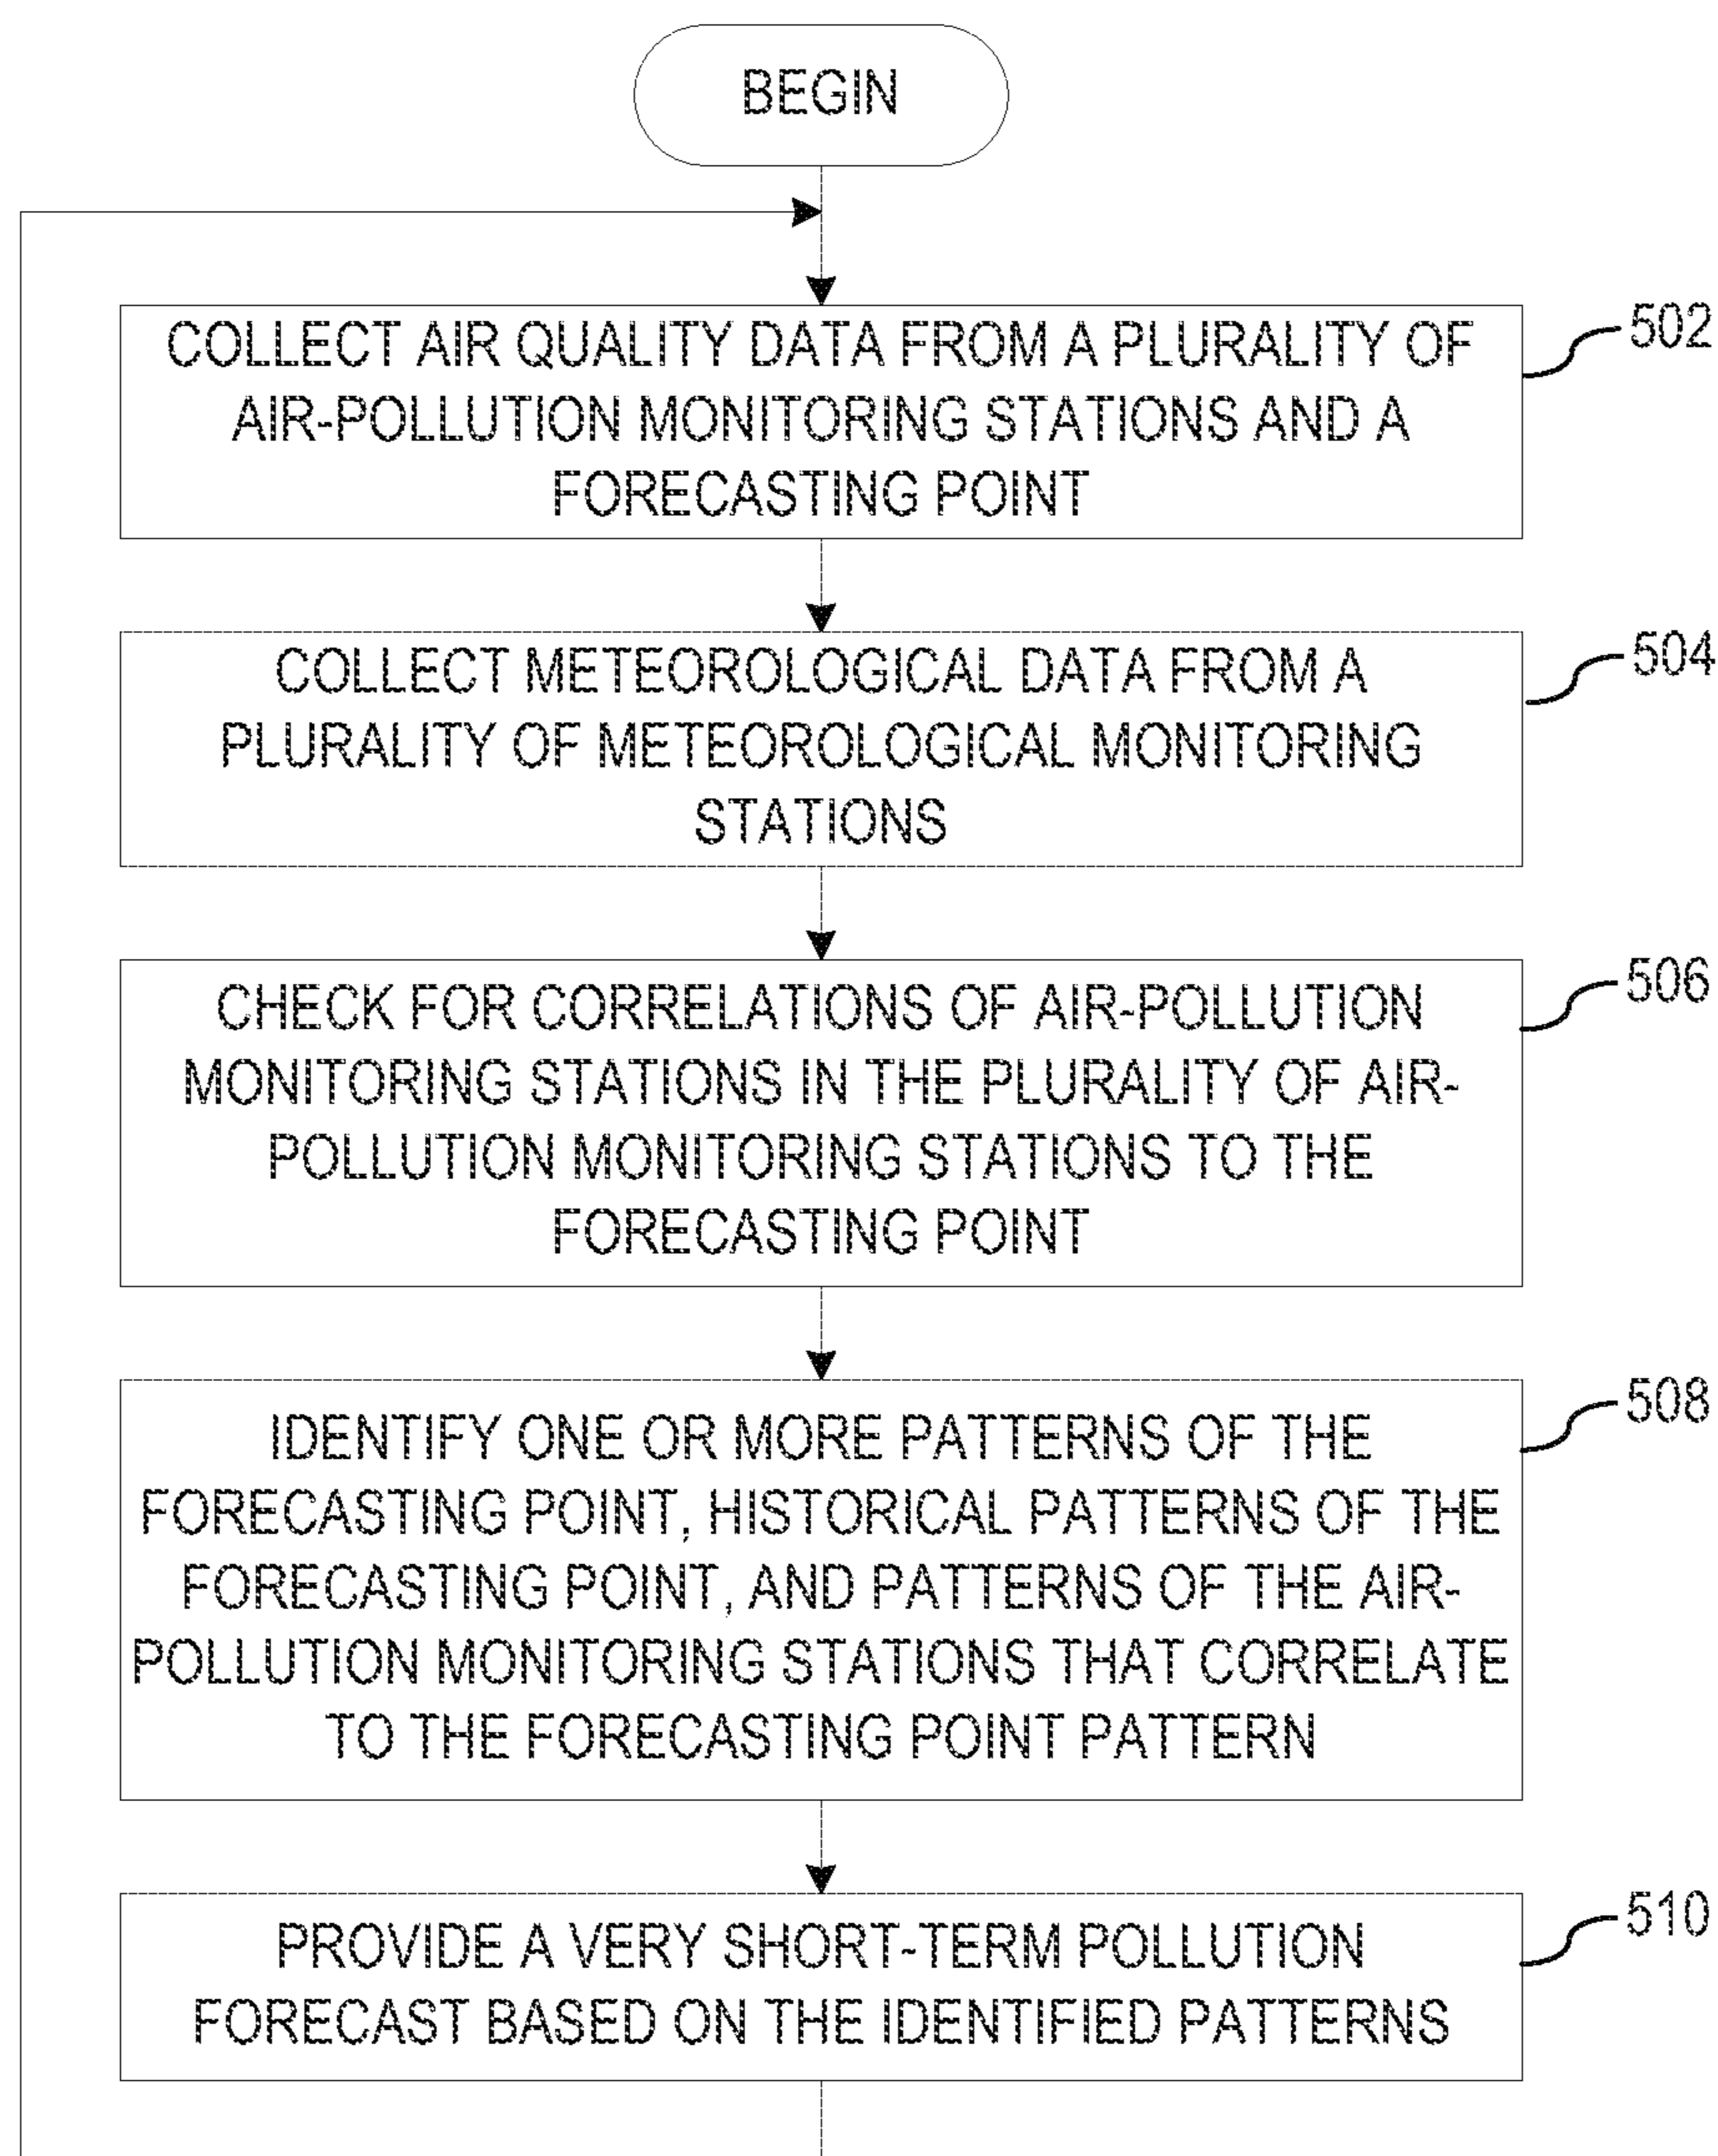 BEGIN
COLLECT AIR QUALITY DATA FROM A PLURALITY OF
AIR-POLLUTION MONITORING STATIONS AND A
FORECASTING POINT
502
COLLECT METEOROLOGICAL DATA FROM A
PLURALITY OF METEOROLOGICAL MONITORING
STATIONS
504
CHECK FOR CORRELATIONS OF AIR-POLLUTION
MONITORING STATIONS IN THE PLURALITY OF AIR-
POLLUTION MONITORING STATIONS TO THE
FORECASTING POINT
506
IDENTIFY ONE OR MORE PATTERNS OF THE
FORECASTING POINT, HISTORICAL PATTERNS OF THE
FORECASTING POINT, AND PATTERNS OF THE AIR-
POLLUTION MONITORING STATIONS THAT CORRELATE
TO THE FORECASTING POINT PATTERN
508
PROVIDE A VERY SHORT-TERM POLLUTION
FORECAST BASED ON THE IDENTIFIED PATTERNS
510